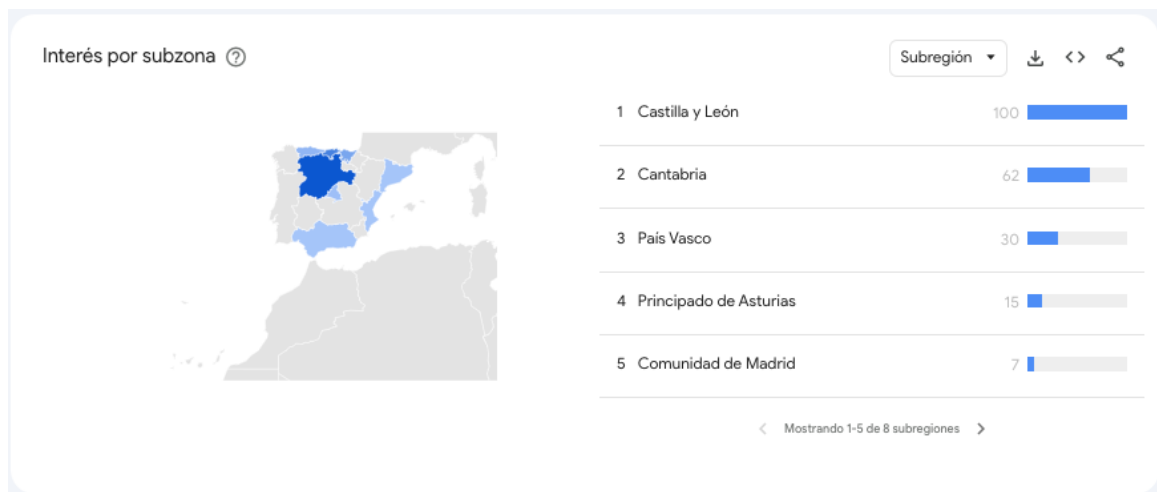 Interés por subzona
Subregión
1 Castilla y León 100
2 Cantabria 62
3 País Vasco 30
4 Principado de Asturias 15
5 Comunidad de Madrid 7
Mostrando 1-5 de 8 subregiones